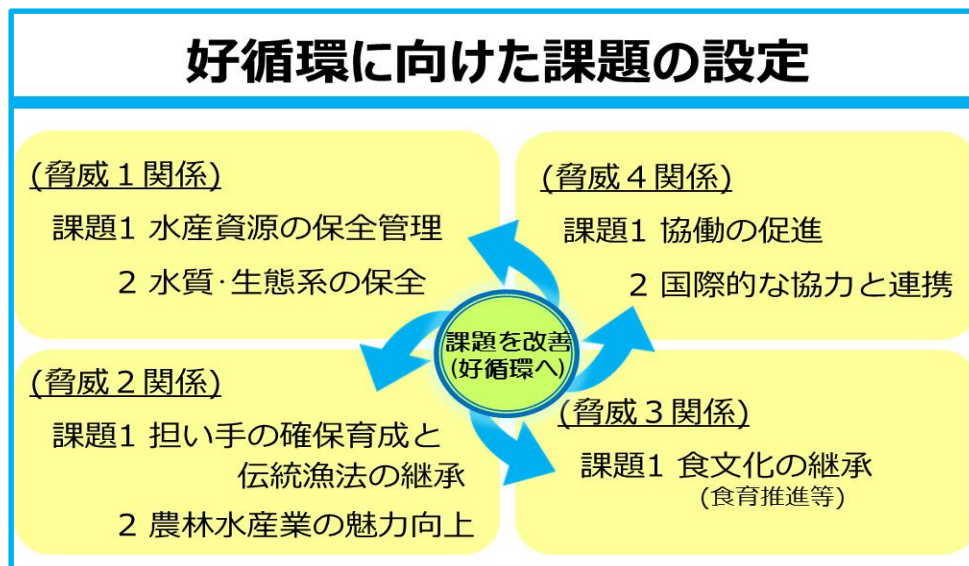 好循環に向けた課題の設定
(脅威１関係)
課題1 水産資源の保全管理
2 水質･生態系の保全
(脅威２関係)
課題1 担い手の確保育成と
伝統漁法の継承
2 農林水産業の魅力向上
(脅威３関係)
課題1 食文化の継承
(食育推進等)
(脅威４関係)
課題1 協働の促進
2 国際的な協力と連携
課題を改善
(好循環へ)